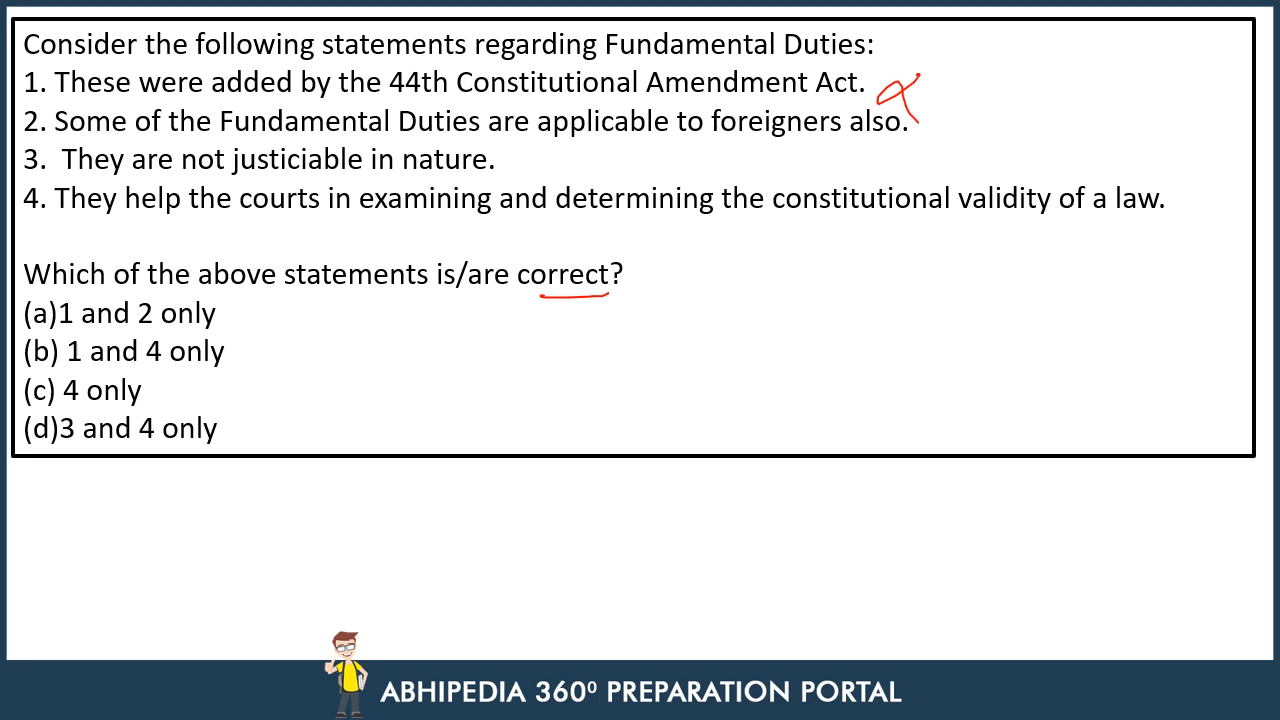 Consider the following statements regarding Fundamental Duties:
1. These were added by the 44th Constitutional Amendment Act.
2. Some of the Fundamental Duties are applicable to foreigners also.
3.  They are not justiciable in nature.
4. They help the courts in examining and determining the constitutional validity of a law.
Which of the above statements is/are correct?
(a)1 and 2 only
(b) 1 and 4 only
(c) 4 only
(d)3 and 4 only
ABHIPEDIA 360⁰ PREPARATION PORTAL